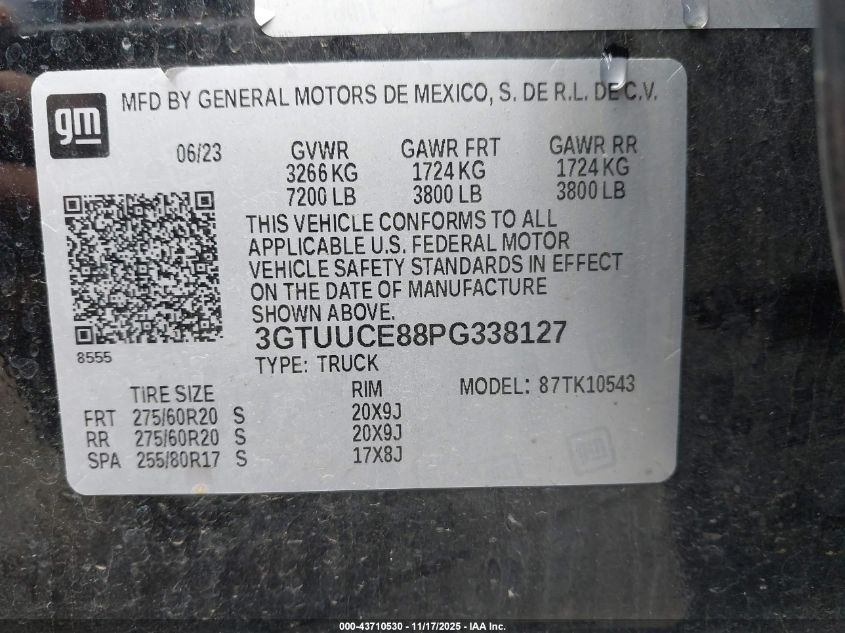 gm
MFD BY GENERAL MOTORS DE MEXICO, S. DE R.L. DE C.V.
06/23
GVWR GAWR FRT GAWR RR
3266 KG 1724 KG 1724 KG
7200 LB 3800 LB 3800 LB
THIS VEHICLE CONFORMS TO ALL
APPLICABLE U.S. FEDERAL MOTOR
VEHICLE SAFETY STANDARDS IN EFFECT
ON THE DATE OF MANUFACTURE
SHOWN ABOVE.
3GTUUCE88PG338127
8555
TYPE: TRUCK
TIRE SIZE RIM MODEL: 87TK10543
FRT 275/60R20 S 20X9J
RR 275/60R20 S 20X9J
SPA 255/80R17 S 17X8J
gm
000-43710530 - 11/17/2025 - IAA Inc.